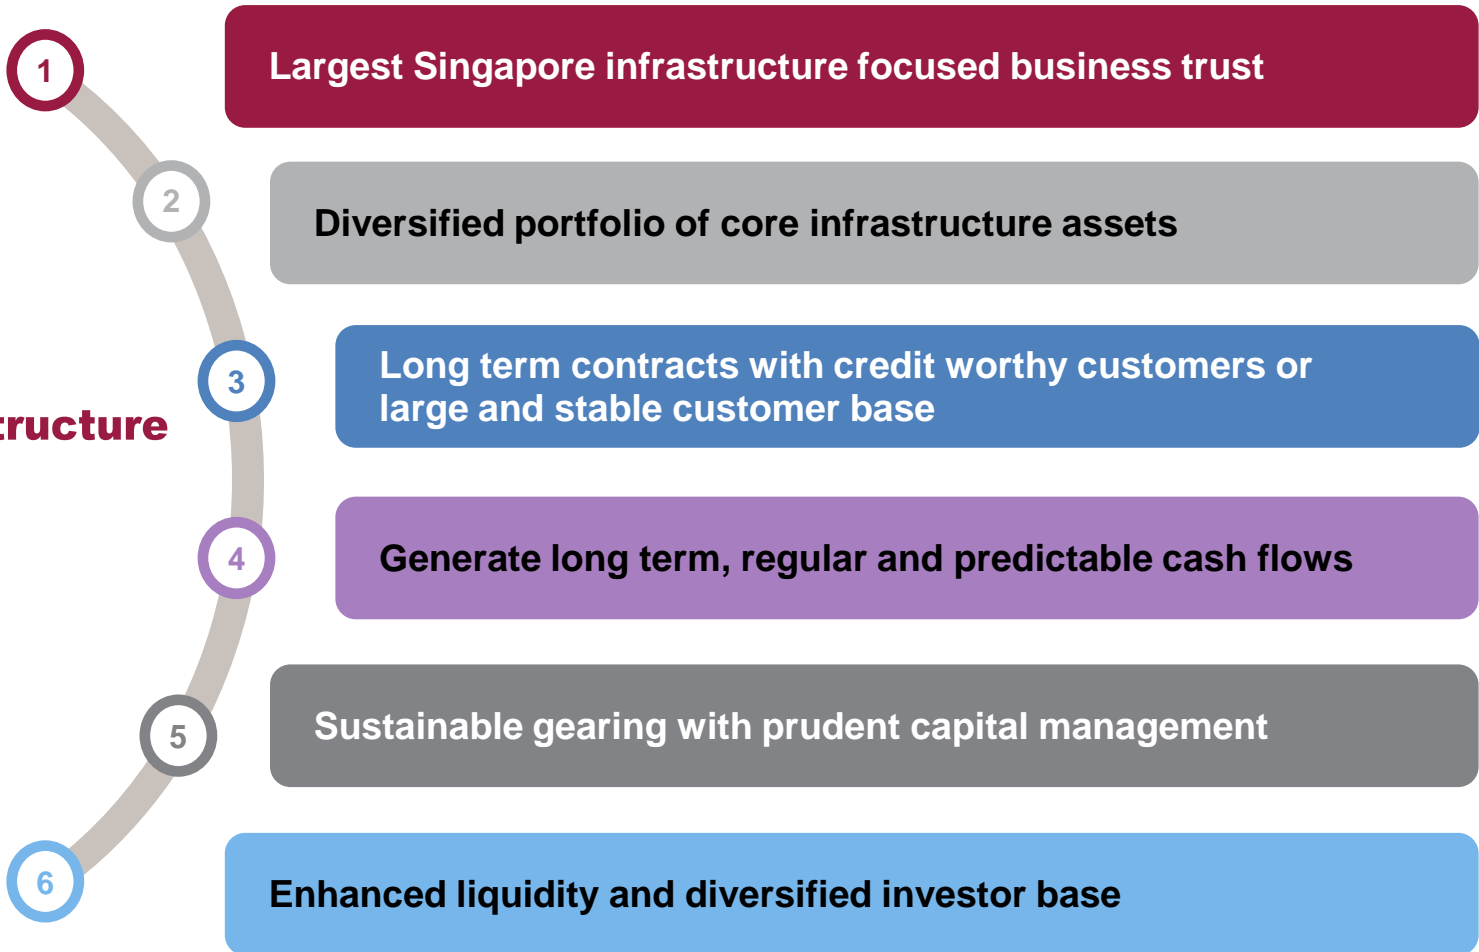 1
Largest Singapore infrastructure focused business trust
2
Diversified portfolio of core infrastructure assets
3
Long term contracts with credit worthy customers or
large and stable customer base
tructure
4
Generate long term, regular and predictable cash flows
5
Sustainable gearing with prudent capital management
6
Enhanced liquidity and diversified investor base